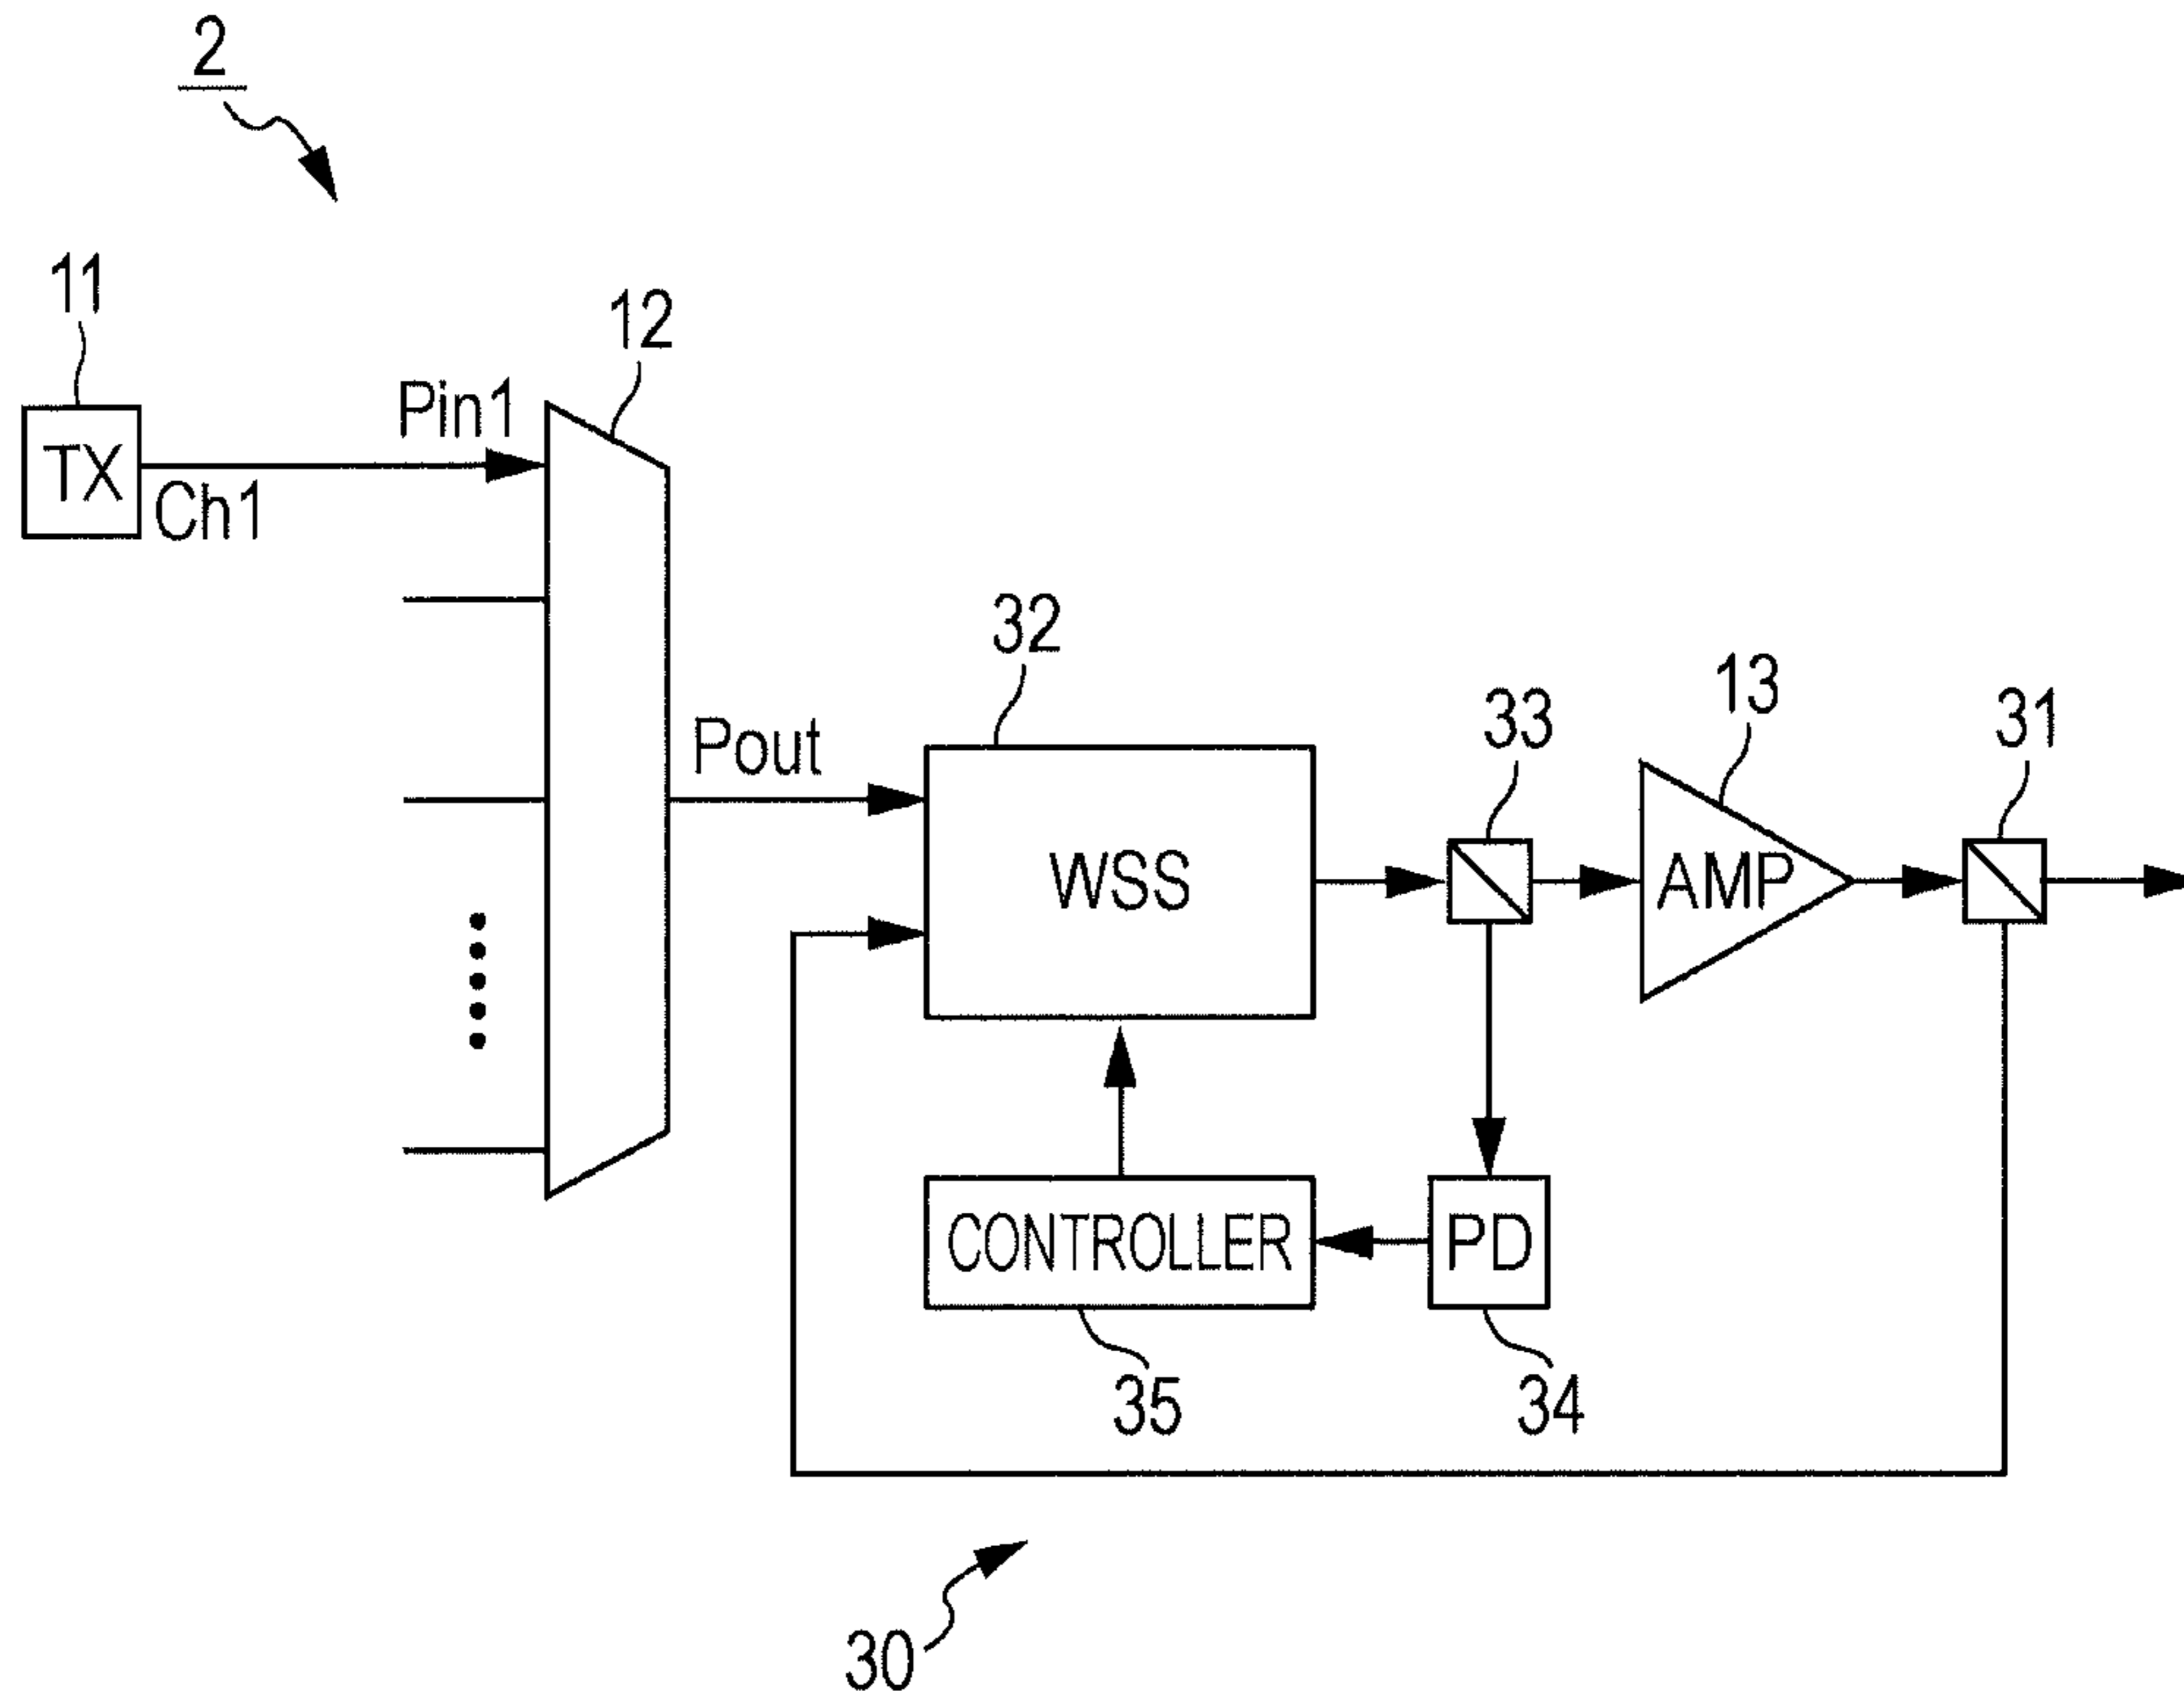 2
11
12
Pin1
TX
Ch1
32
33
13
31
Pout
WSS
AMP
CONTROLLER
PD
35
34
30